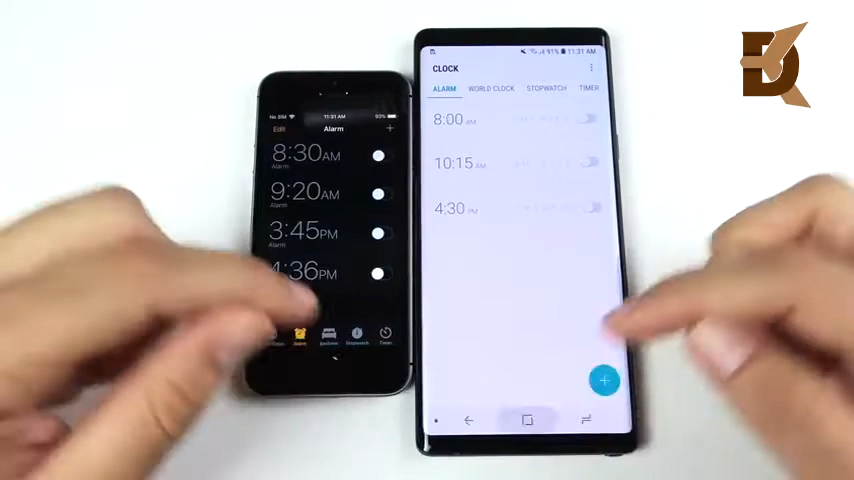 No SIM 11:31 AM 93%
Edit Alarm +
8:30AM
Alarm
9:20AM
Alarm
3:45PM
Alarm
4:36PM
Alarm Bedtime Stopwatch Timer
91% 11:31 AM
CLOCK
ALARM WORLD CLOCK STOPWATCH TIMER
8:00 AM
10:15 AM
4:30 PM
+
DK